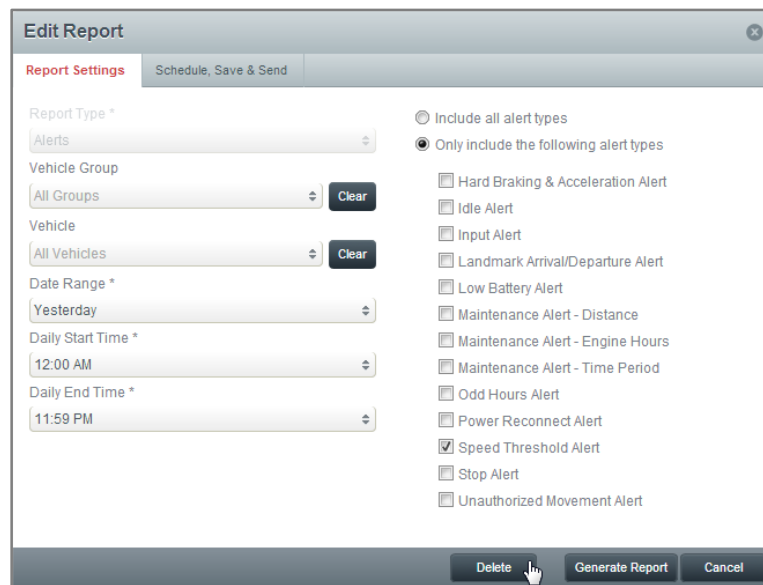 Edit Report
Report Settings
Schedule, Save & Send
Report Type *
Alerts
Vehicle Group
All Groups
Clear
Vehicle
All Vehicles
Clear
Date Range *
Yesterday
Daily Start Time *
12:00 AM
Daily End Time *
11:59 PM
Include all alert types
Only include the following alert types
Hard Braking & Acceleration Alert
Idle Alert
Input Alert
Landmark Arrival/Departure Alert
Low Battery Alert
Maintenance Alert - Distance
Maintenance Alert - Engine Hours
Maintenance Alert - Time Period
Odd Hours Alert
Power Reconnect Alert
Speed Threshold Alert
Stop Alert
Unauthorized Movement Alert
Delete
Generate Report
Cancel